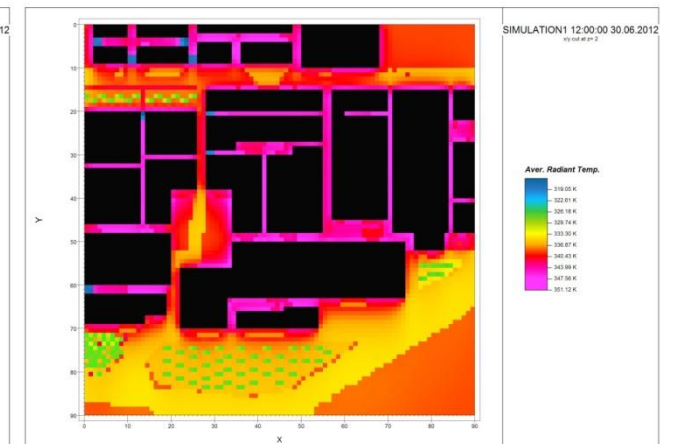 12
SIMULATION1 12:00:00 30.06.2012
x/y cut at z= 2
0
10
20
30
40
50
60
70
80
90
Y
0 10 20 30 40 50 60 70 80 90
X
Aver. Radiant Temp.
319.05 K
322.61 K
326.18 K
329.74 K
333.30 K
336.87 K
340.43 K
343.99 K
347.56 K
351.12 K